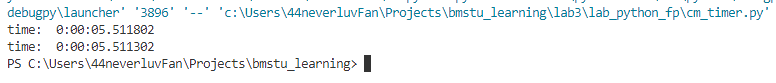 debugpy\launcher' '3896' '--' 'c:\Users\44neverluvFan\Projects\bmstu_learning\lab3\lab_python_fp\cm_timer.py'
time:  0:00:05.511802
time:  0:00:05.511302
PS C:\Users\44neverluvFan\Projects\bmstu_learning>